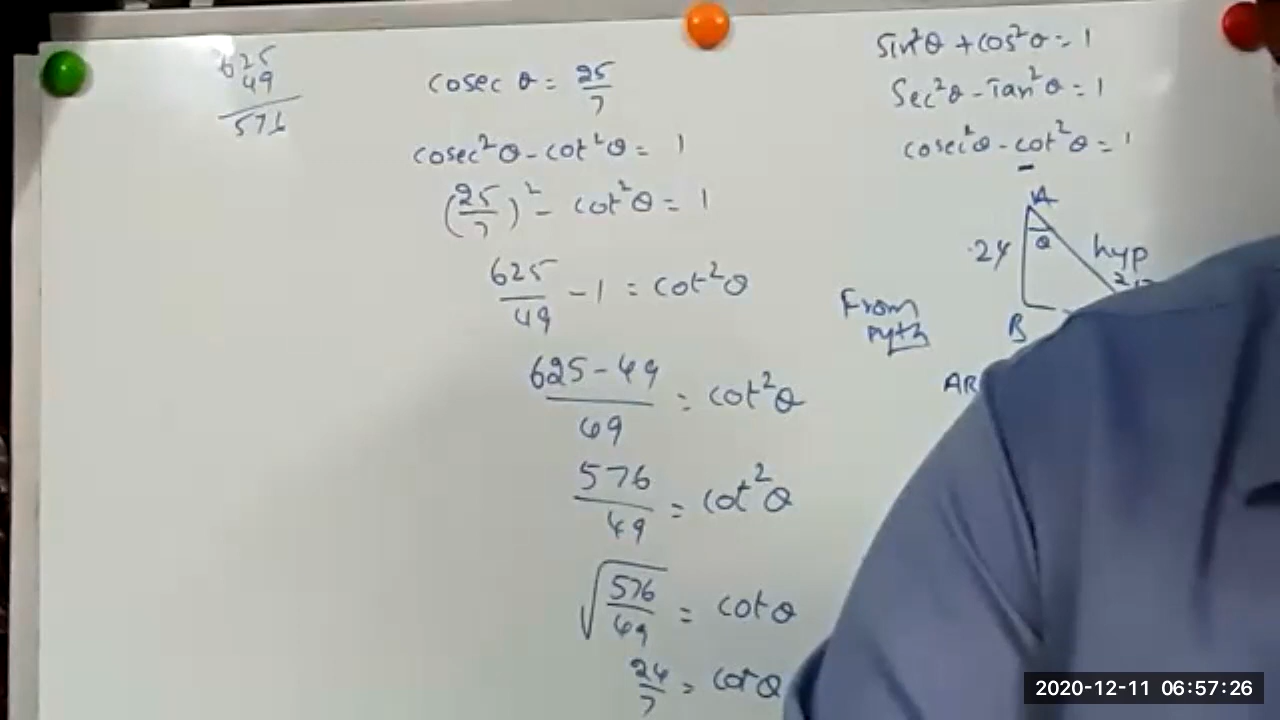 625
49
576
cosec θ = 25/7
cosec²θ - cot²θ = 1
(25/7)² - cot²θ = 1
625/49 - 1 = cot²θ
625 - 49/49 = cot²θ
576/49 = cot²θ
√576/49 = cot θ
24/7 = cot θ
Sin²θ + cos²θ = 1
Sec²θ - Tan²θ = 1
cosec²θ - cot²θ = 1
A
θ
24
hyp
B
From
pyth
2020-12-11 06:57:26